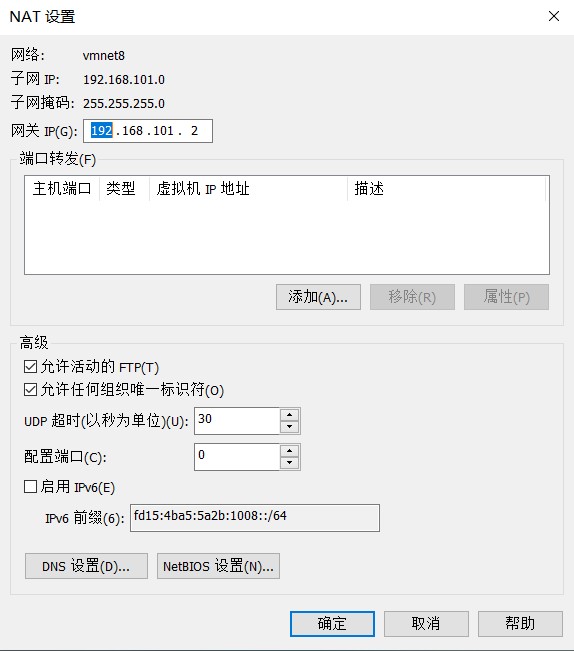 NAT 设置
网络: vmnet8
子网 IP: 192.168.101.0
子网掩码: 255.255.255.0
网关 IP(G): 192 . 168 . 101 . 2
端口转发(F)
主机端口 类型 虚拟机 IP 地址 描述
添加(A)... 移除(R) 属性(P)
高级
允许活动的 FTP(T)
允许任何组织唯一标识符(O)
UDP 超时(以秒为单位)(U): 30
配置端口(C): 0
启用 IPv6(E)
IPv6 前缀(6): fd15:4ba5:5a2b:1008::/64
DNS 设置(D)... NetBIOS 设置(N)...
确定 取消 帮助